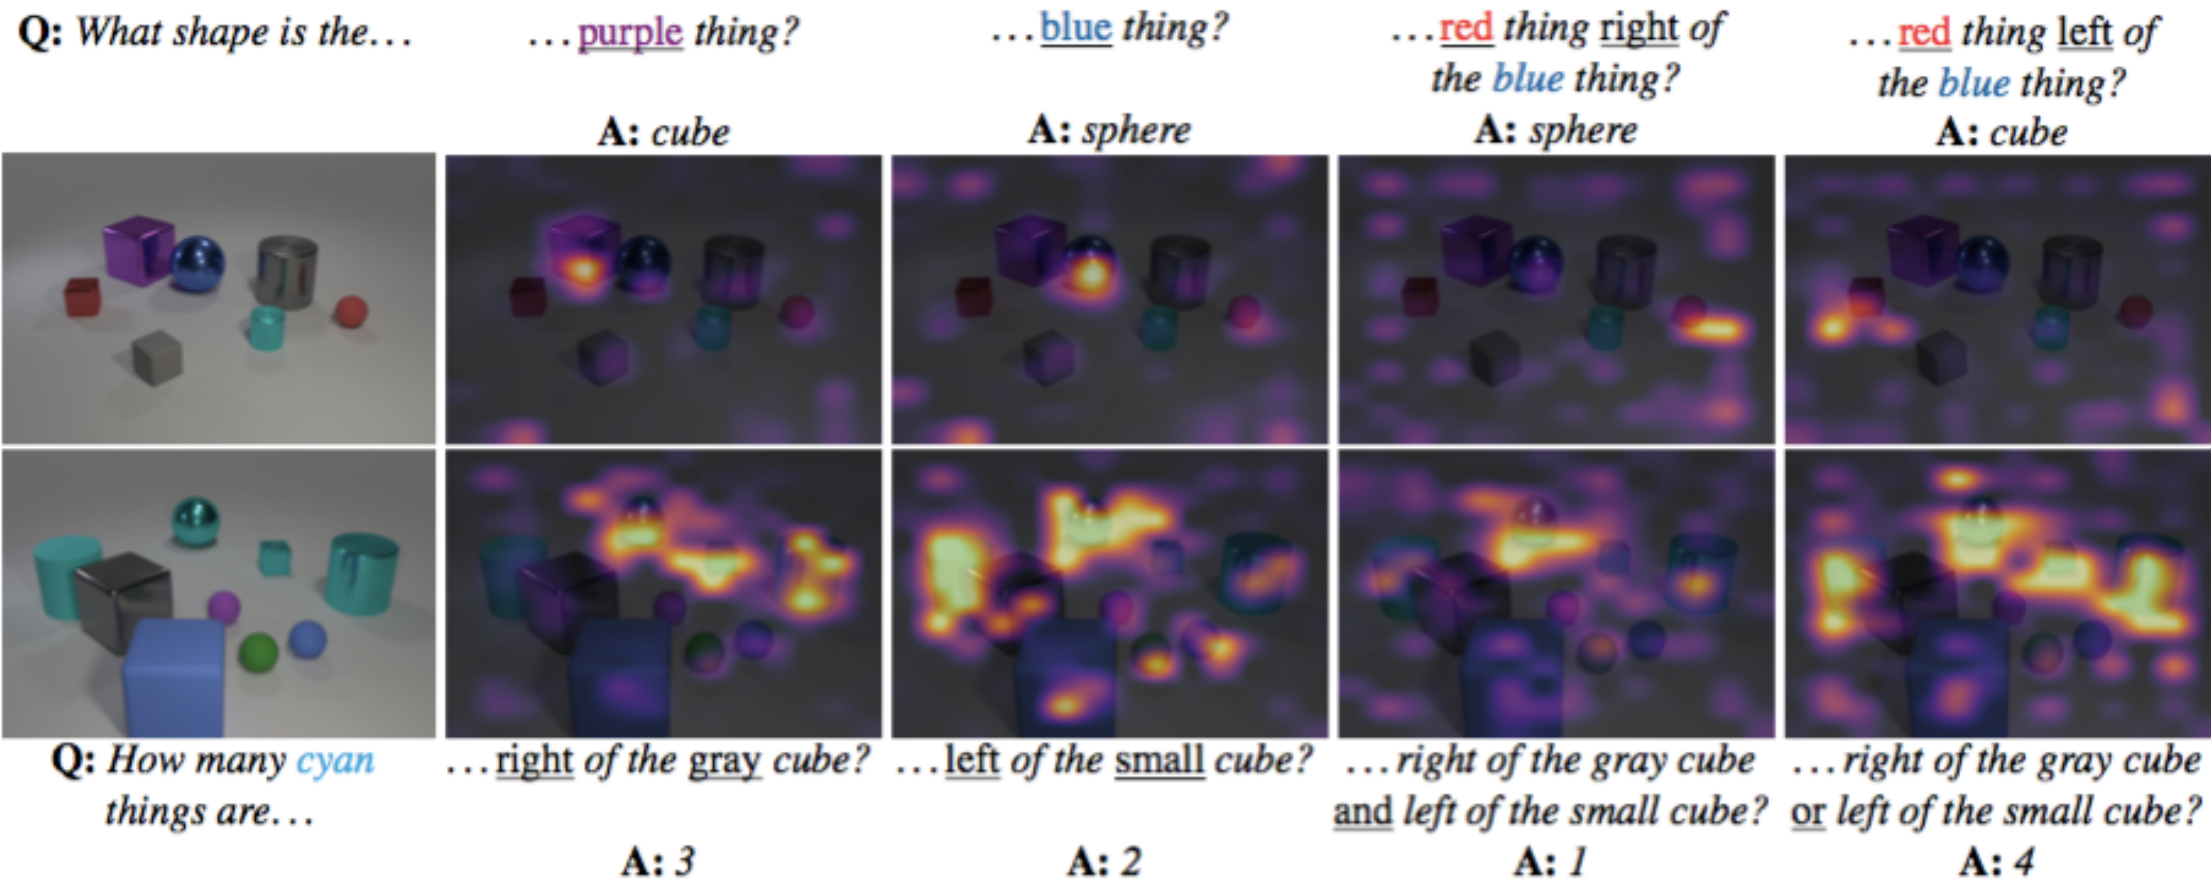 Q: What shape is the...
...purple thing?
A: cube
...blue thing?
A: sphere
...red thing right of
the blue thing?
A: sphere
...red thing left of
the blue thing?
A: cube
Q: How many cyan
things are...
...right of the gray cube?
A: 3
...left of the small cube?
A: 2
...right of the gray cube
and left of the small cube?
A: 1
...right of the gray cube
or left of the small cube?
A: 4